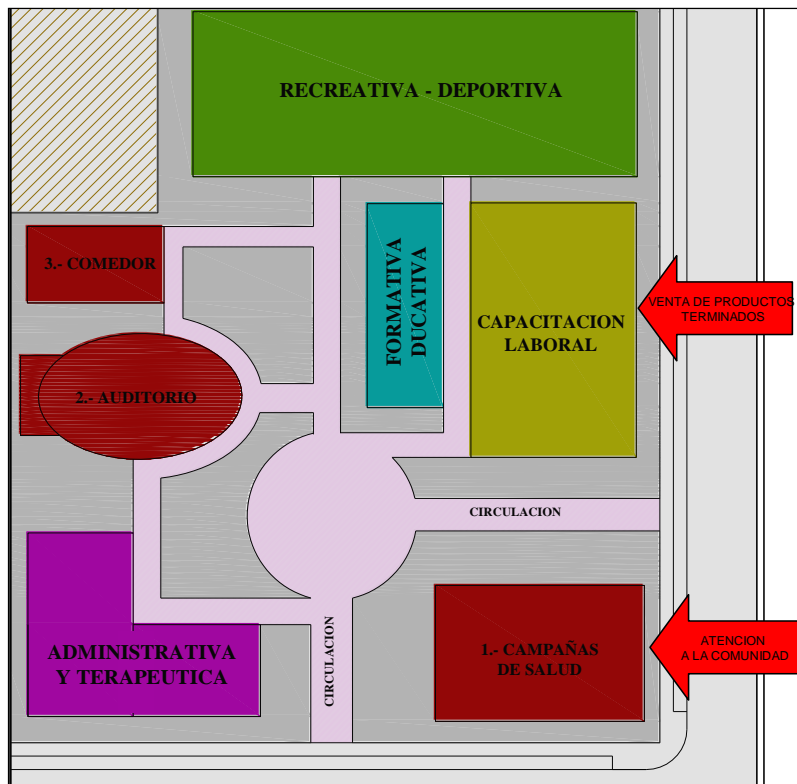 RECREATIVA - DEPORTIVA
3.- COMEDOR
FORMATIVA
DUCATIVA
CAPACITACION
LABORAL
VENTA DE PRODUCTOS
TERMINADOS
2.- AUDITORIO
CIRCULACION
ADMINISTRATIVA
Y TERAPEUTICA
CIRCULACION
1.- CAMPAÑAS
DE SALUD
ATENCION
A LA COMUNIDAD